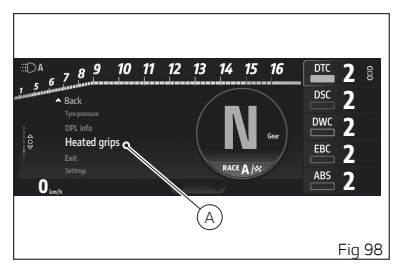 A
1 5 6 7 8 9 10 11 12 13 14 15 16
Back
Tyre pressure
DPL info
Heated grips
Exit
Settings
0 km/h
N
Gear
RACE A
DTC 2
DSC 2
DWC 2
EBC 2
ABS 2
A
Fig 98